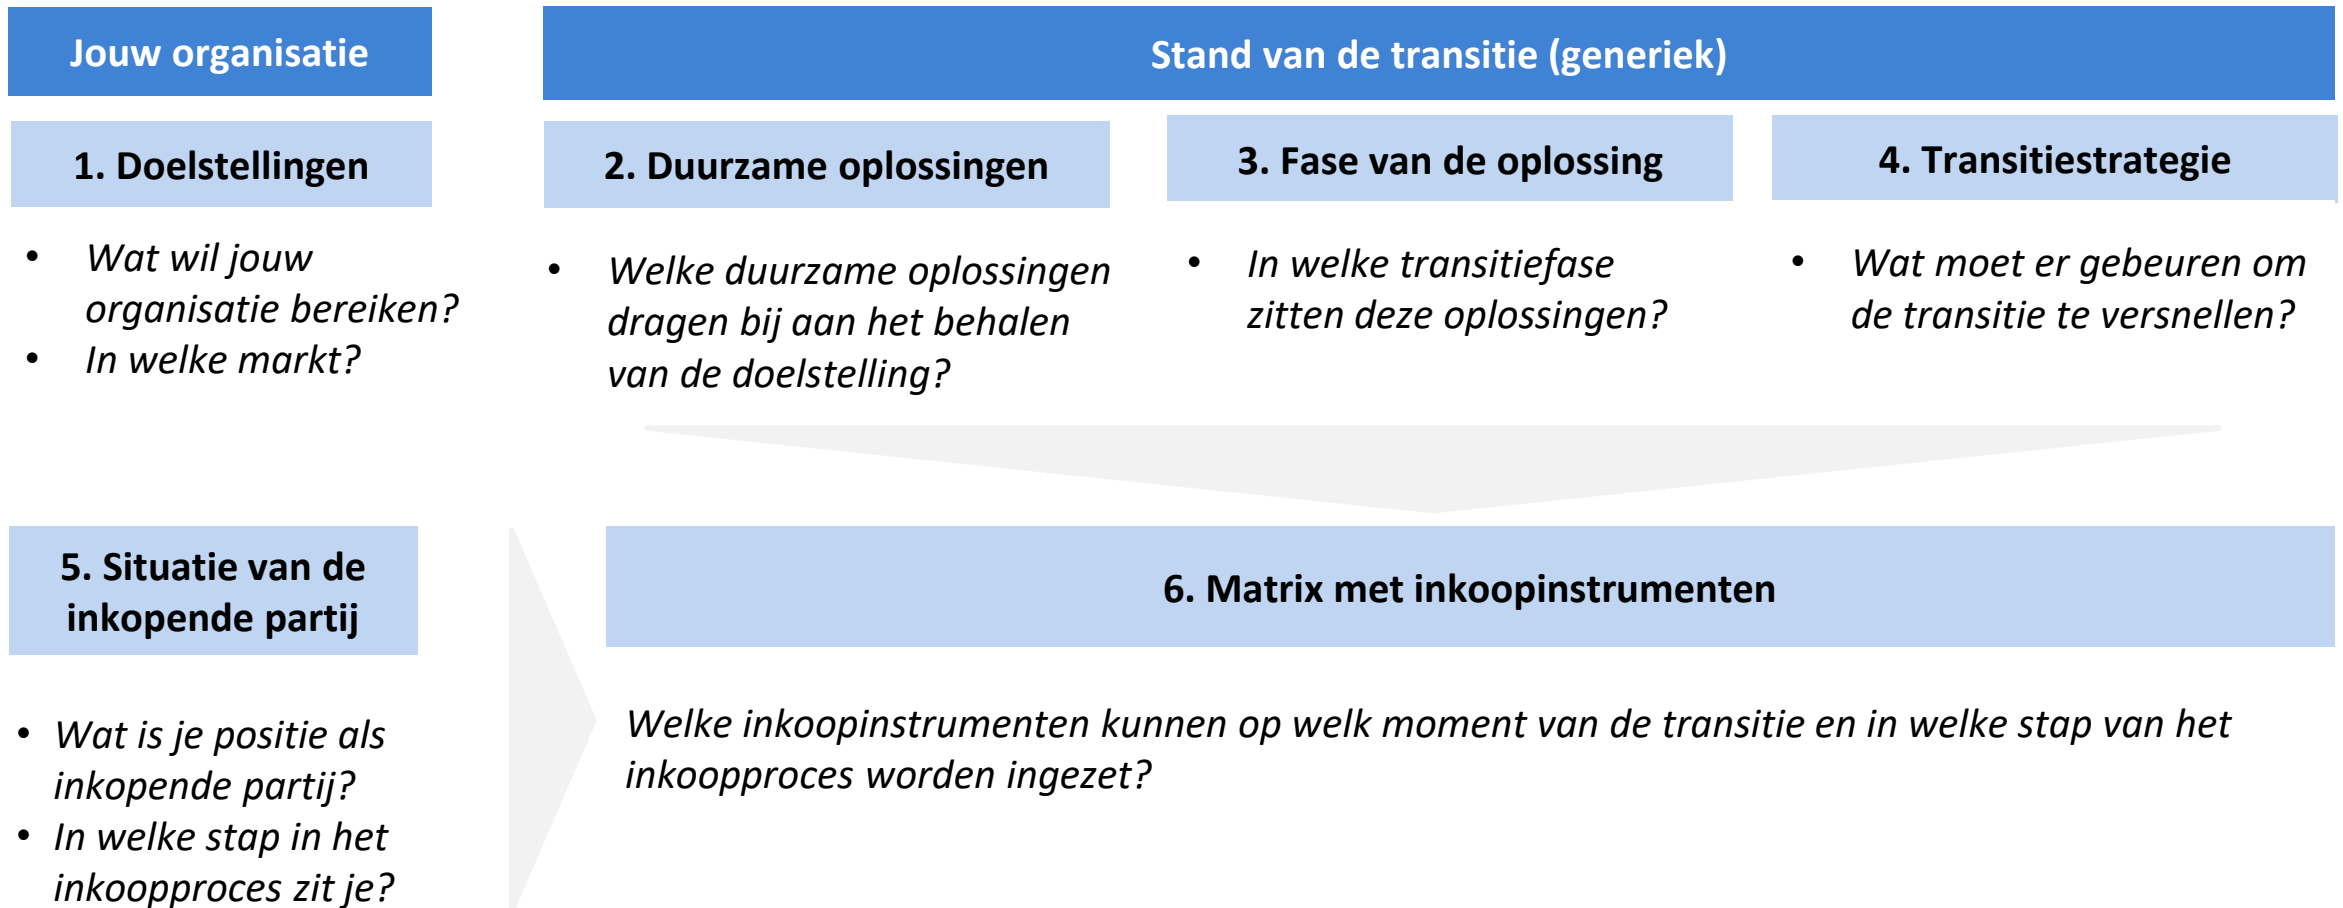 Jouw organisatie
Stand van de transitie (generiek)
1. Doelstellingen
• Wat wil jouw
organisatie bereiken?
• In welke markt?
2. Duurzame oplossingen
• Welke duurzame oplossingen
dragen bij aan het behalen
van de doelstelling?
3. Fase van de oplossing
• In welke transitiefase
zitten deze oplossingen?
4. Transitiestrategie
• Wat moet er gebeuren om
de transitie te versnellen?
5. Situatie van de
inkopende partij
• Wat is je positie als
inkopende partij?
• In welke stap in het
inkoopproces zit je?
6. Matrix met inkoopinstrumenten
Welke inkoopinstrumenten kunnen op welk moment van de transitie en in welke stap van het
inkoopproces worden ingezet?